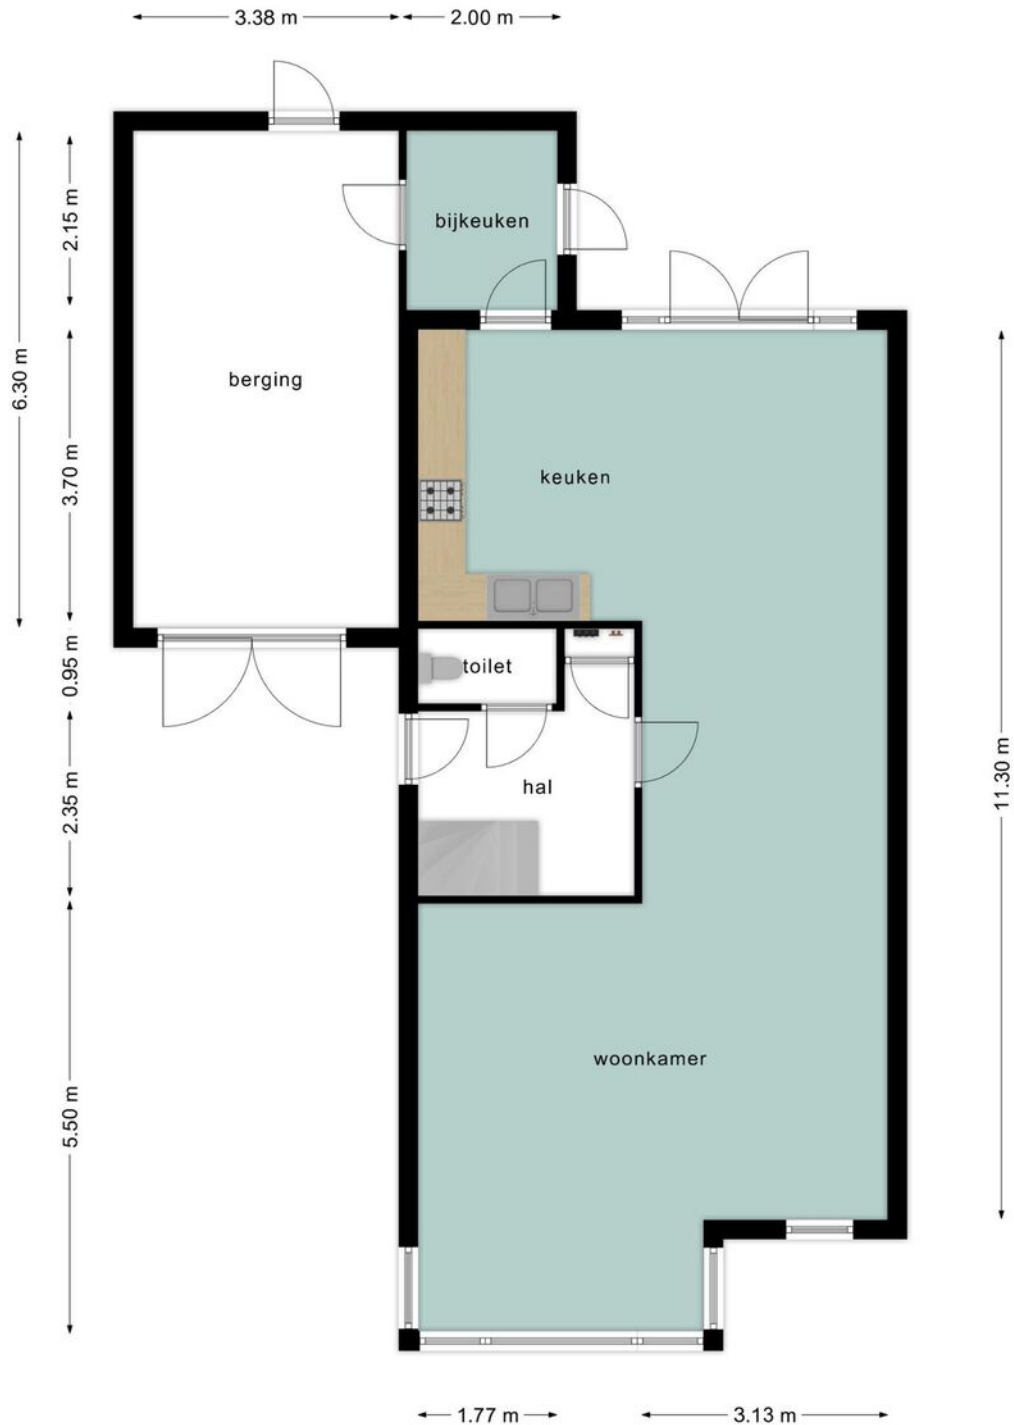 3.38 m
2.00 m
bijkeuken
2.15 m
6.30 m
berging
3.70 m
keuken
toilet
0.95 m
hal
11.30 m
2.35 m
woonkamer
5.50 m
1.77 m
3.13 m